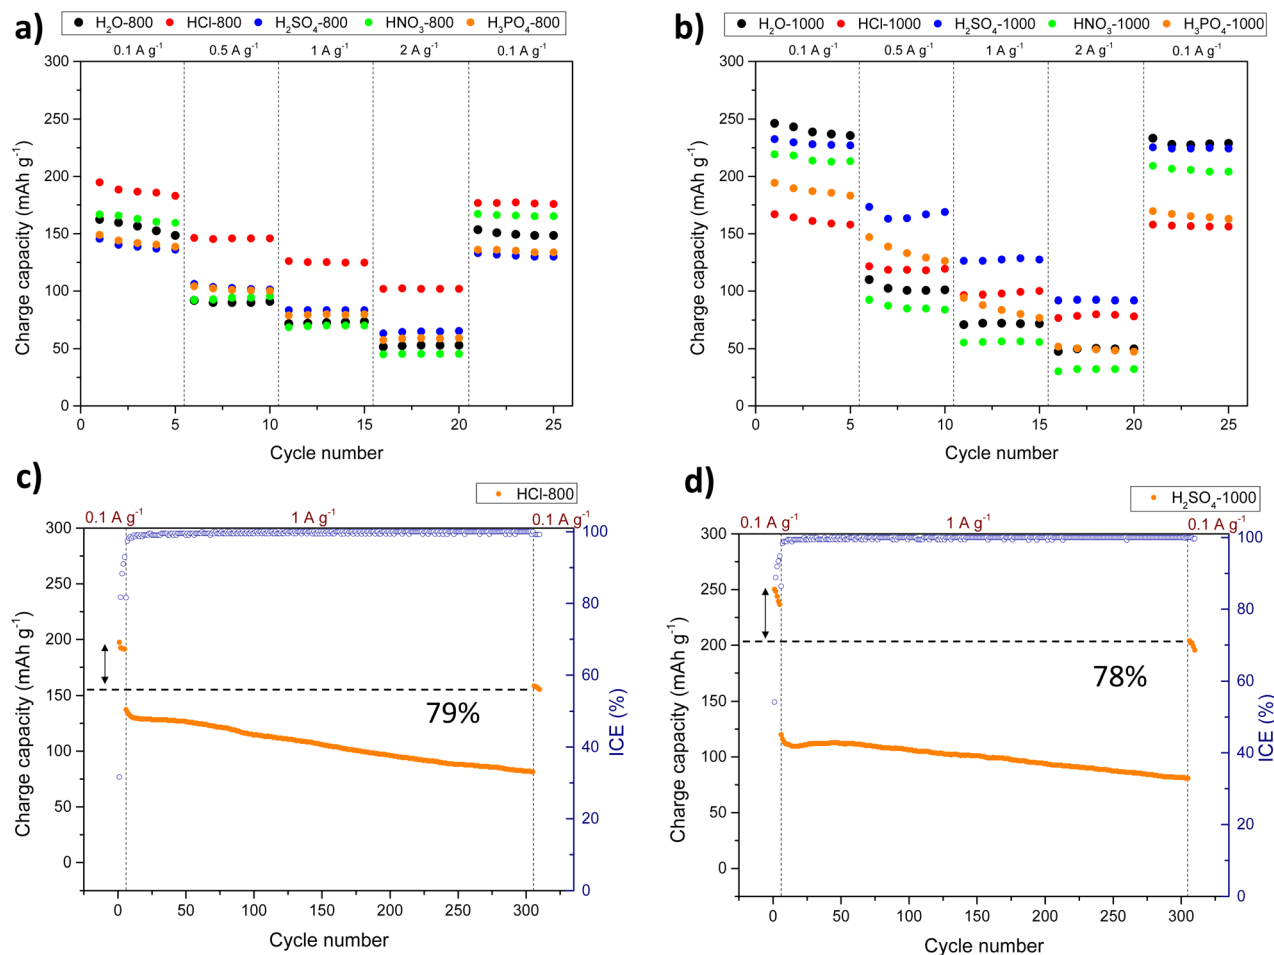 a)
H₂O-800 HCl-800 H₂SO₄-800 HNO₃-800 H₃PO₄-800
0.1 A g⁻¹ 0.5 A g⁻¹ 1 A g⁻¹ 2 A g⁻¹ 0.1 A g⁻¹
300
250
200
150
100
50
0
Charge capacity (mAh g⁻¹)
0 5 10 15 20 25
Cycle number
b)
H₂O-1000 HCl-1000 H₂SO₄-1000 HNO₃-1000 H₃PO₄-1000
0.1 A g⁻¹ 0.5 A g⁻¹ 1 A g⁻¹ 2 A g⁻¹ 0.1 A g⁻¹
300
250
200
150
100
50
0
Charge capacity (mAh g⁻¹)
0 5 10 15 20 25
Cycle number
c)
HCl-800
0.1 A g⁻¹ 1 A g⁻¹ 0.1 A g⁻¹
300
250
200
150
100
50
0
Charge capacity (mAh g⁻¹)
79%
100
80
60
40
20
0
ICE (%)
0 50 100 150 200 250 300
Cycle number
d)
H₂SO₄-1000
0.1 A g⁻¹ 1 A g⁻¹ 0.1 A g⁻¹
300
250
200
150
100
50
0
Charge capacity (mAh g⁻¹)
78%
100
80
60
40
20
0
ICE (%)
0 50 100 150 200 250 300
Cycle number